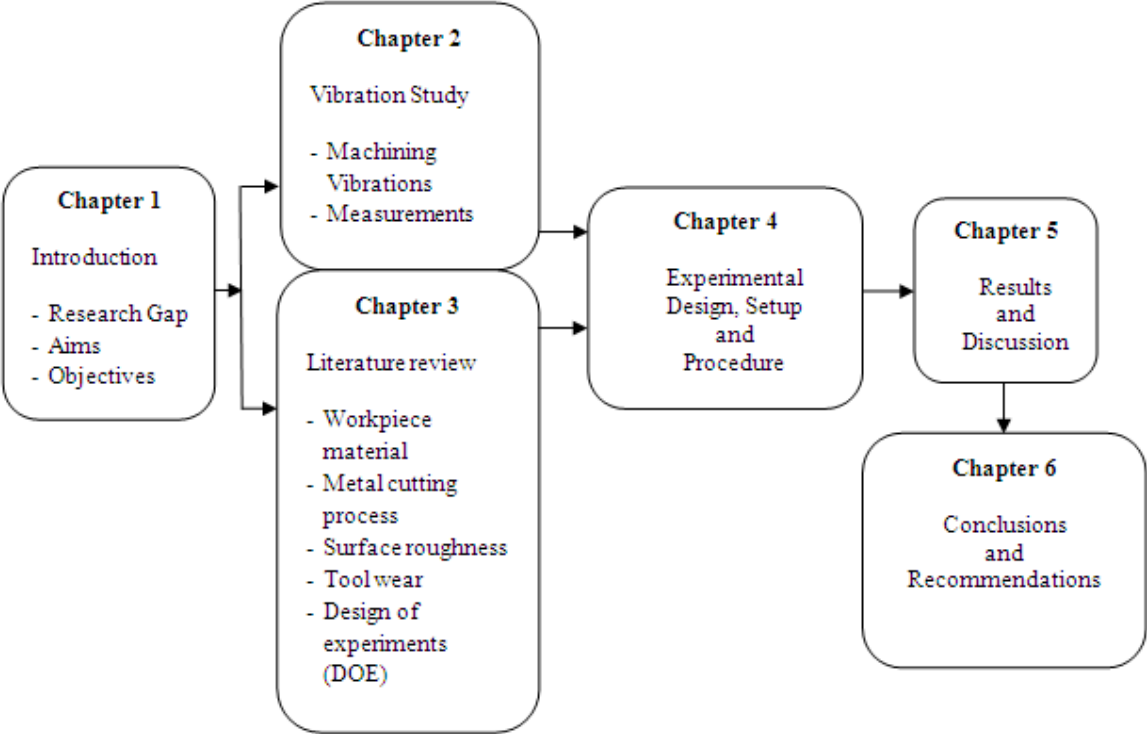 Chapter 1
Introduction
- Research Gap
- Aims
- Objectives
Chapter 2
Vibration Study
- Machining
Vibrations
- Measurements
Chapter 3
Literature review
- Workpiece
material
- Metal cutting
process
- Surface roughness
- Tool wear
- Design of
experiments
(DOE)
Chapter 4
Experimental
Design, Setup
and
Procedure
Chapter 5
Results
and
Discussion
Chapter 6
Conclusions
and
Recommendations